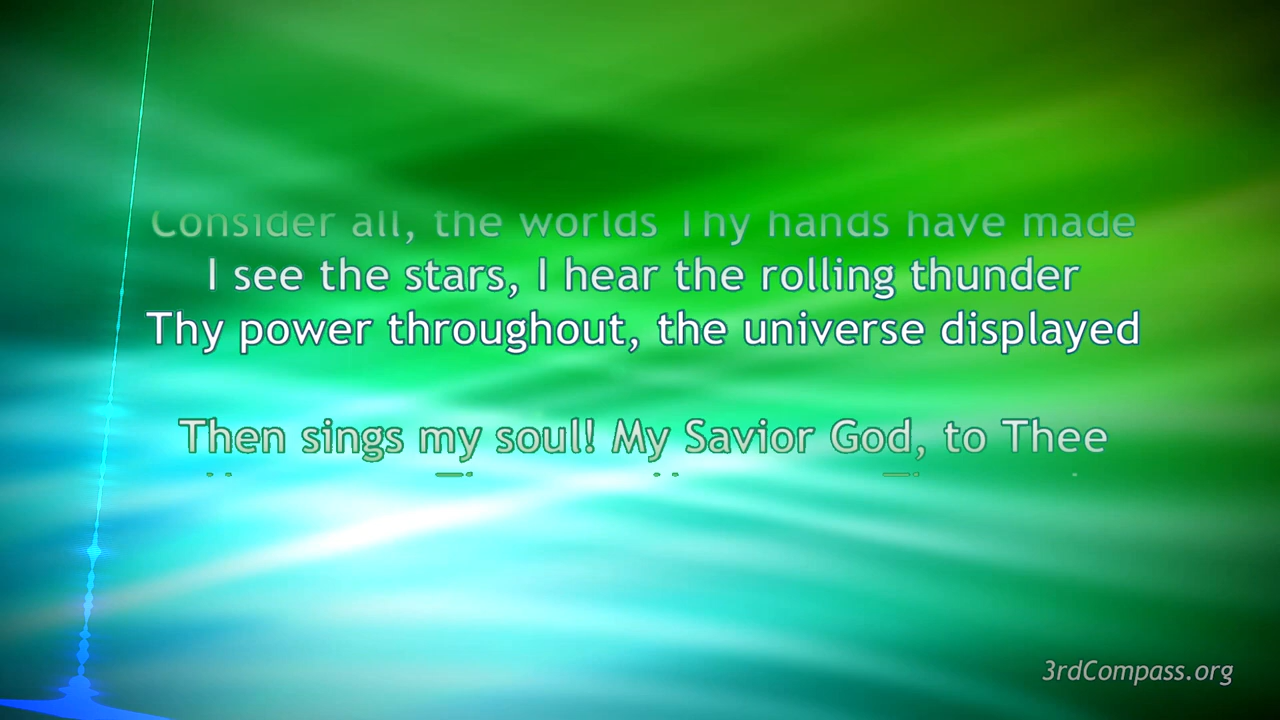 Consider all, the worlds Thy hands have made
I see the stars, I hear the rolling thunder
Thy power throughout, the universe displayed
Then sings my soul! My Savior God, to Thee
3rdCompass.org